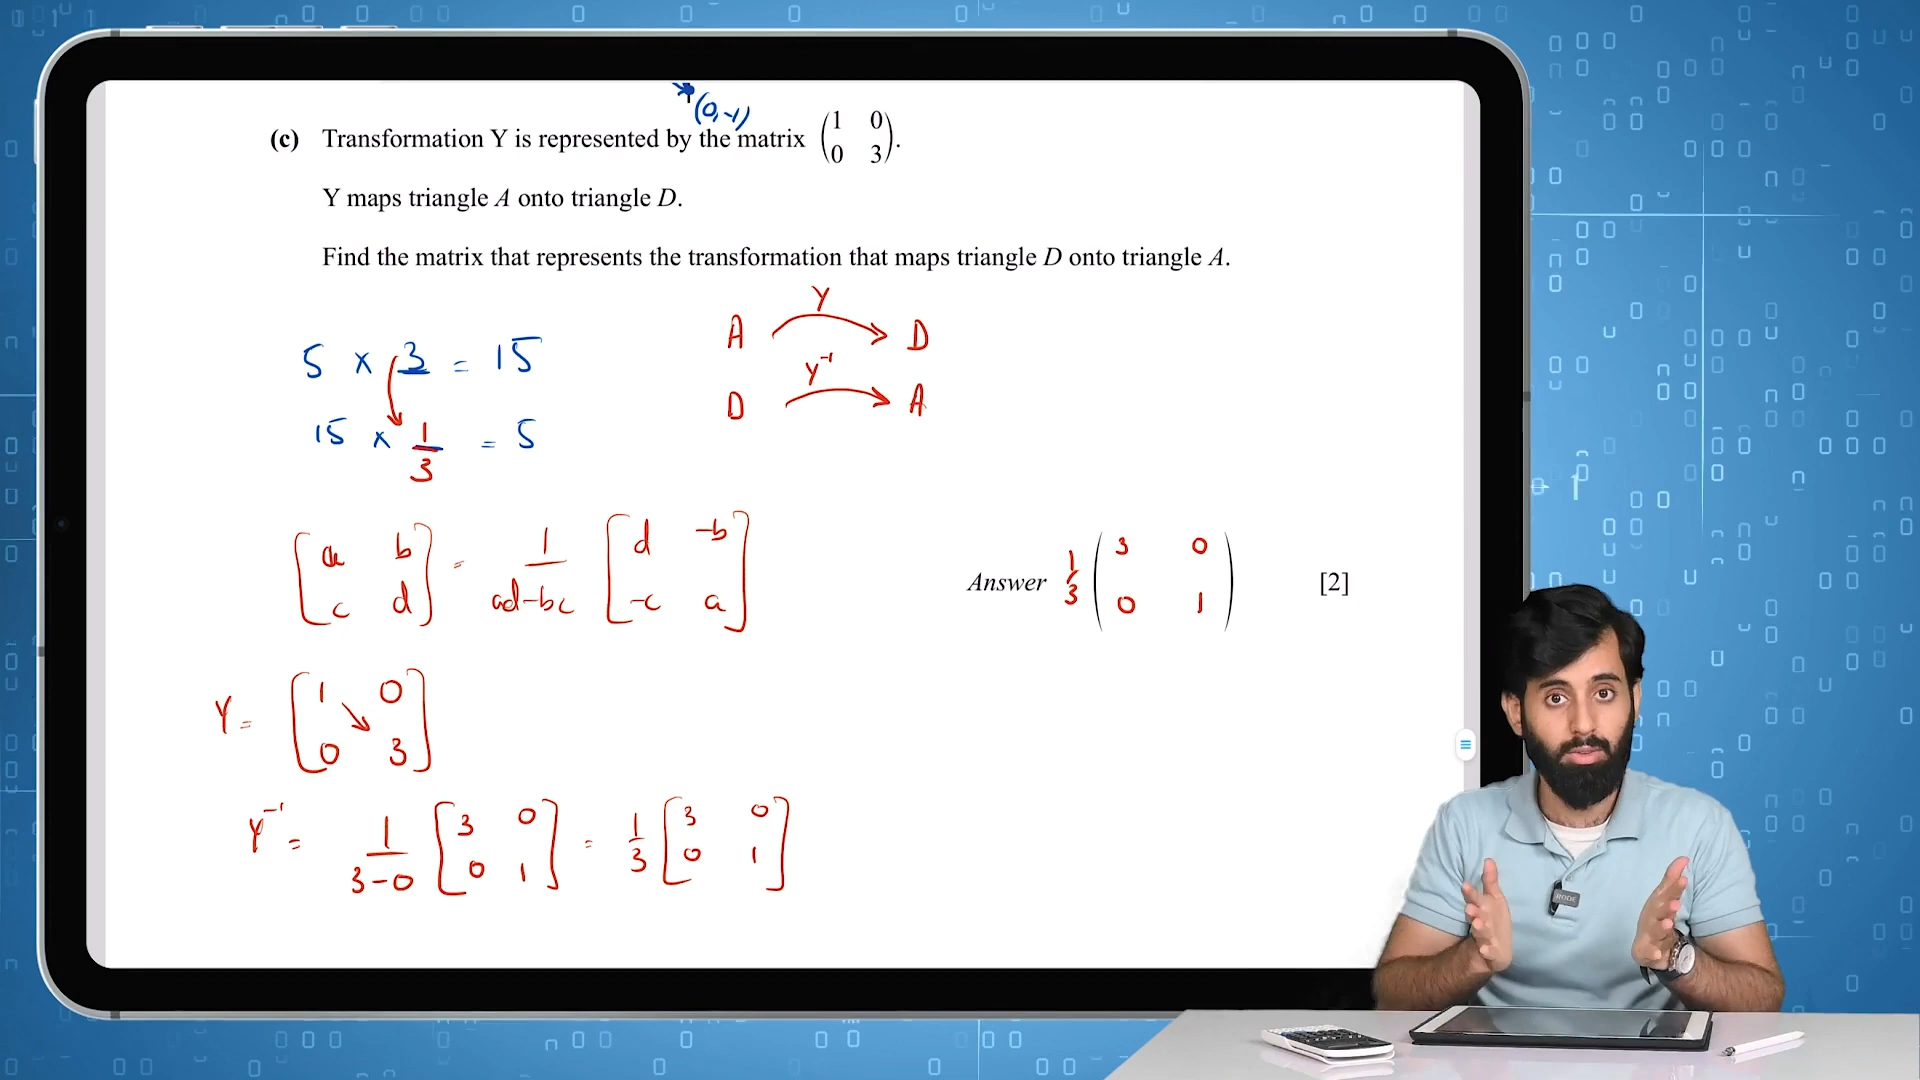 (0,-1)
(c) Transformation Y is represented by the matrix (1 0 0 3).
Y maps triangle A onto triangle D.
Find the matrix that represents the transformation that maps triangle D onto triangle A.
Y
A → D
Y⁻¹
D → A
5 × 3 = 15
15 × 1/3 = 5
[a b c d] = 1/ad-bc [d -b -c a]
Answer 1/3 (3 0 0 1) [2]
Y = [1 0 0 3]
Y⁻¹ = 1/3-0 [3 0 0 1] = 1/3 [3 0 0 1]
RODE